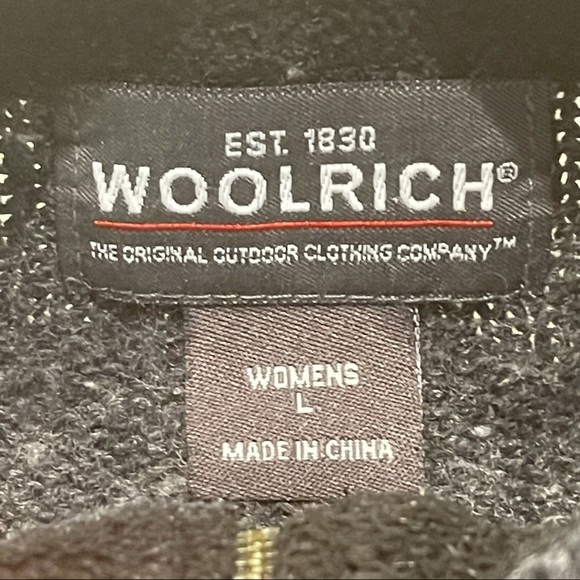 EST. 1830
WOOLRICH®
THE ORIGINAL OUTDOOR CLOTHING COMPANY™
WOMENS
L
MADE IN CHINA